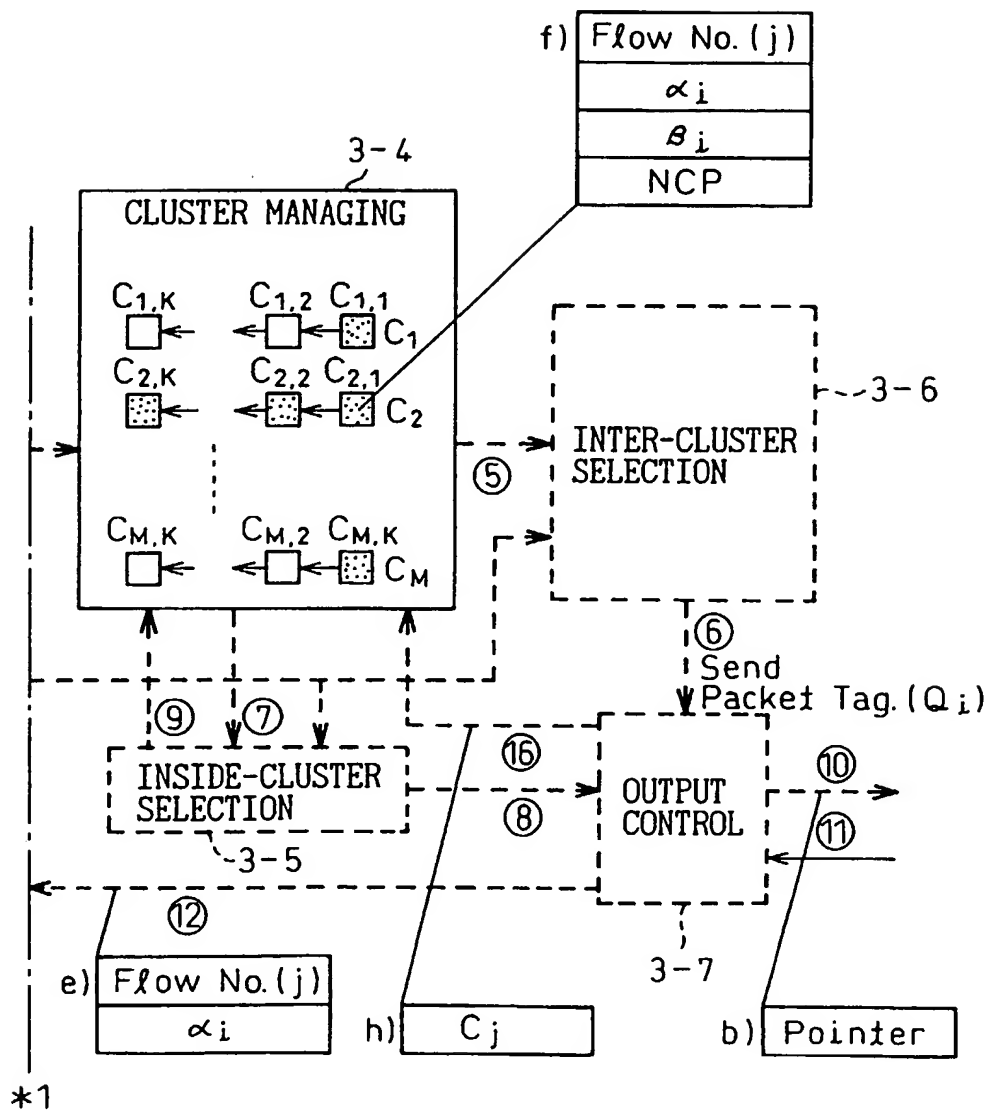 f) Flow No.(j)
αi
βi
NCP
3-4
CLUSTER MANAGING
C1,K C1,2 C1,1
C1
C2,K C2,2 C2,1
C2
CM,K CM,2 CM,K
CM
⑤
INTER-CLUSTER
SELECTION
3-6
⑥
Send
Packet Tag.(Qi)
⑨ ⑦
INSIDE-CLUSTER
SELECTION
3-5
⑯
⑧
OUTPUT
CONTROL
3-7
⑩
⑪
⑫
e) Flow No.(j)
αi
h) Cj
b) Pointer
*1